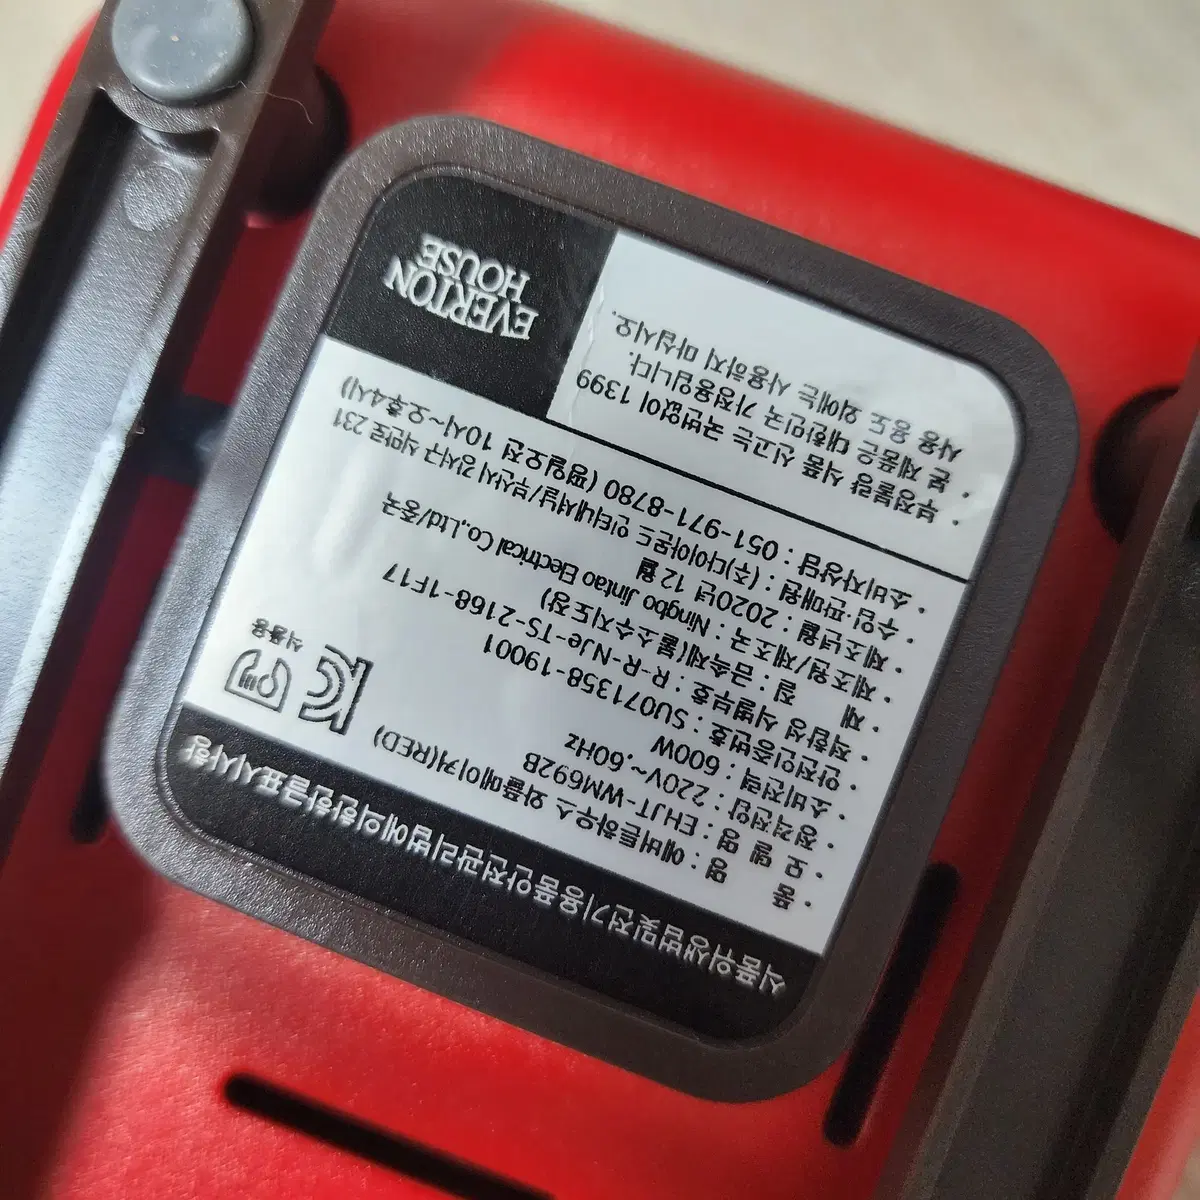 식품위생법및전기용품안전관리법에의한한글표시사항
· 품 명 : 에버튼하우스 와플메이커(RED)
· 모 델 명 : EHJT-WM692B
· 정격전압 : 220V~,60Hz
· 소비전력 : 600W
· 안전인증번호 : SU071358-19001
· 적합성 식별부호 : R-R-NJe-TS-2168-1F17
· 재 질 : 금속제(불소수지도장)
· 제조원/제조국 : Ningbo Jintao Electrical Co.,Ltd/중국
· 제조년월 : 2020년 12월
· 수입·판매원 : (주)다이아몬드 인터내셔날/부산시 강서구 식만로 231
· 소비자상담 : 051-971-8780 (평일오전 10시~오후4시)
식품용
· 부정불량 식품 신고는 국번없이 1399
· 본 제품은 대한민국 가정용입니다.
사용 용도 외에는 사용하지 마십시오.
EVERTON
HOUSE